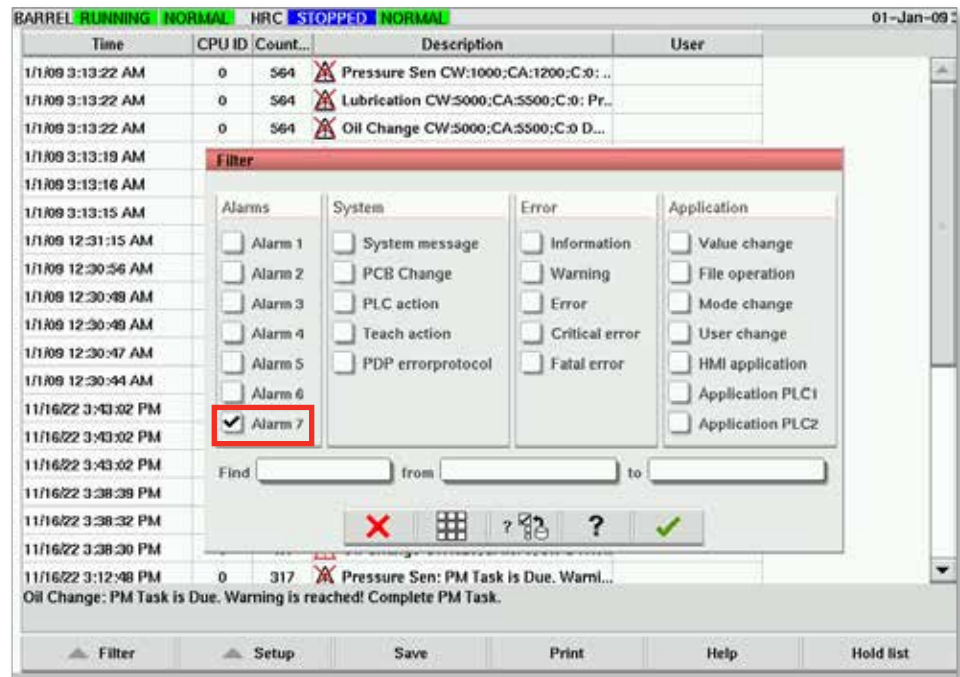 BARREL RUNNING NORMAL HRC STOPPED NORMAL 01-Jan-09
Time CPU ID Count... Description User
1/1/09 3:13:22 AM 0 564 Pressure Sen CW:1000;CA:1200;C:0: ..
1/1/09 3:13:22 AM 0 564 Lubrication CW:5000;CA:5500;C:0: Pr..
1/1/09 3:13:22 AM 0 564 Oil Change CW:5000;CA:5500;C:0 D...
1/1/09 3:13:19 AM
1/1/09 3:13:16 AM
1/1/09 3:13:15 AM
1/1/09 12:31:15 AM
1/1/09 12:30:56 AM
1/1/09 12:30:49 AM
1/1/09 12:30:49 AM
1/1/09 12:30:47 AM
1/1/09 12:30:44 AM
11/16/22 3:43:02 PM
11/16/22 3:43:02 PM
11/16/22 3:43:02 PM
11/16/22 3:38:39 PM
11/16/22 3:38:32 PM
11/16/22 3:38:30 PM
11/16/22 3:12:48 PM 0 317 Pressure Sen: PM Task is Due. Warni...
Filter
Alarms
Alarm 1
Alarm 2
Alarm 3
Alarm 4
Alarm 5
Alarm 6
Alarm 7
System
System message
PCB Change
PLC action
Teach action
PDP errorprotocol
Error
Information
Warning
Error
Critical error
Fatal error
Application
Value change
File operation
Mode change
User change
HMI application
Application PLC1
Application PLC2
Find from to
? ?
Oil Change: PM Task is Due. Warning is reached! Complete PM Task.
Filter Setup Save Print Help Hold list